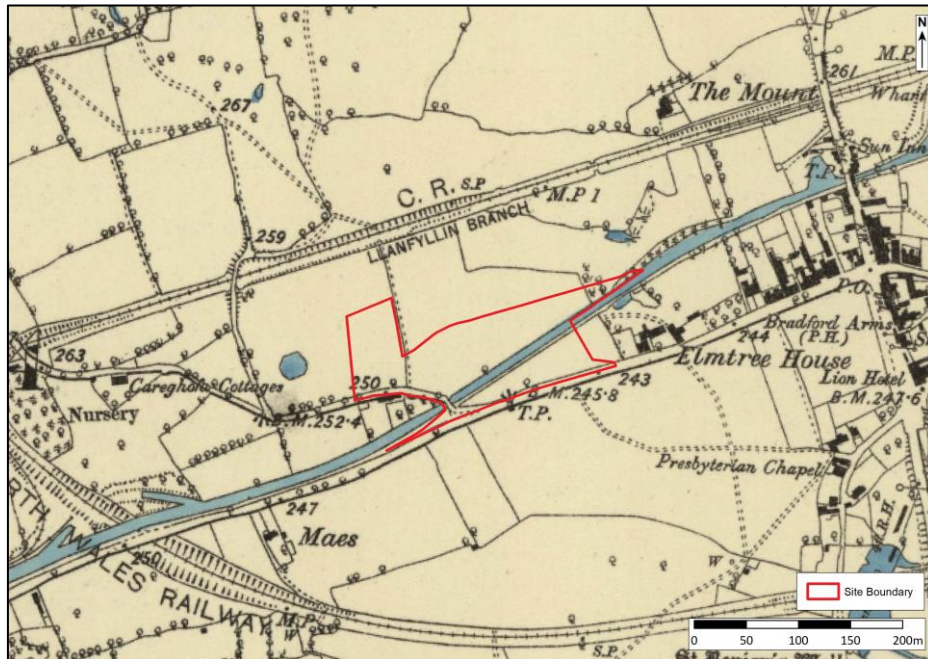 N
M.P.
261
The Mount
Wharf
267
Sun Inn
T.P.
C. R.
S.P
M.P 1
LLANFYLLIN BRANCH
259
P.O.
Bradford Arms
(P.H.)
244
263
Elmtree House
250
Careghofa Cottages
243
B.M.245·8
Lion Hotel
B.M.247·6
Nursery
B.M.252·4
T.P.
Presbyterian Chapel
247
Maes
R.H.
250
WALES
RAILWAY
M.P
W
W
S.P.
Site Boundary
0 50 100 150 200m